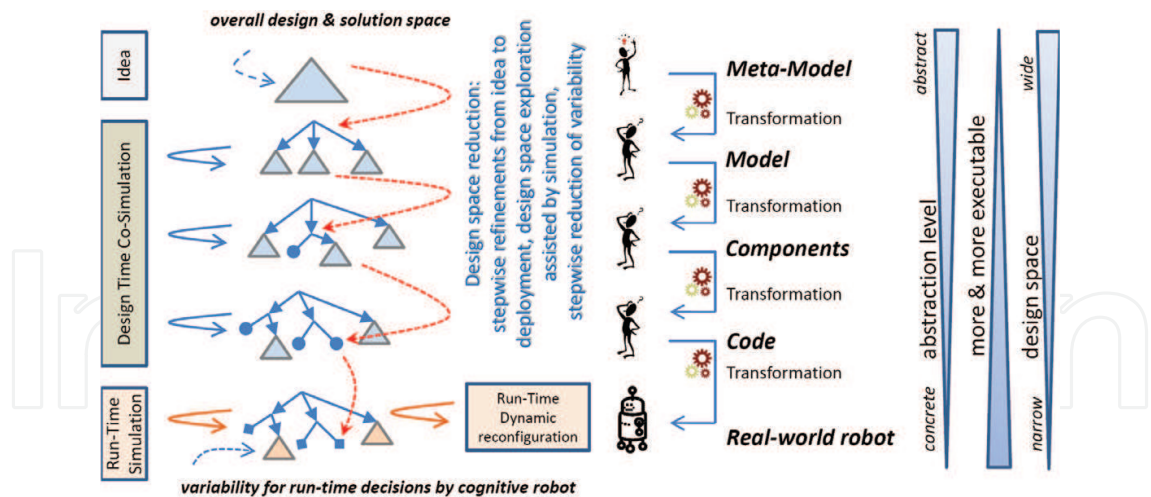 overall design & solution space
Idea
Design Time Co-Simulation
Run-Time
Simulation
Design space reduction:
stepwise refinements from idea to
deployment, design space exploration
assisted by simulation,
stepwise reduction of variability
Run-Time
Dynamic
reconfiguration
variability for run-time decisions by cognitive robot
Meta-Model
Transformation
Model
Transformation
Components
Transformation
Code
Transformation
Real-world robot
abstract
abstraction level
concrete
more & more executable
wide
design space
narrow